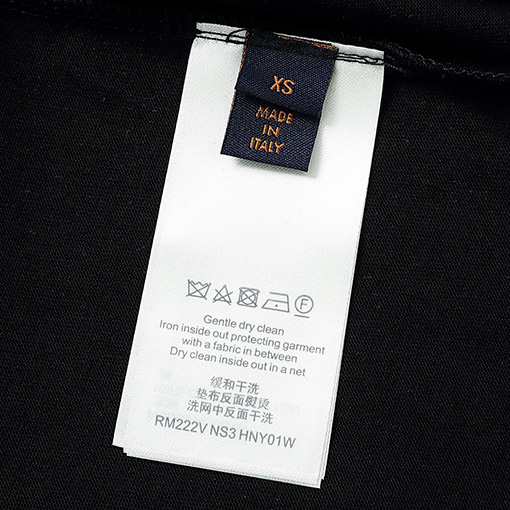 XS
MADE
IN
ITALY
F
Gentle dry clean
Iron inside out protecting garment
with a fabric in between
Dry clean inside out in a net
缓和干洗
垫布反面熨烫
洗网中反面干洗
RM222V NS3 HNY01W